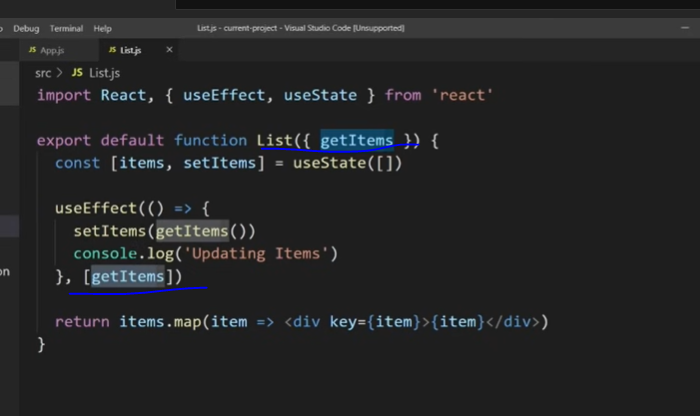 Debug Terminal Help List.js - current-project - Visual Studio Code [Unsupported]
JS App.js JS List.js ×
src > JS List.js
import React, { useEffect, useState } from 'react'
export default function List({ getItems }) {
const [items, setItems] = useState([])
useEffect(() => {
setItems(getItems())
console.log('Updating Items')
}, [getItems])
on
return items.map(item => <div key={item}>{item}</div>)
}